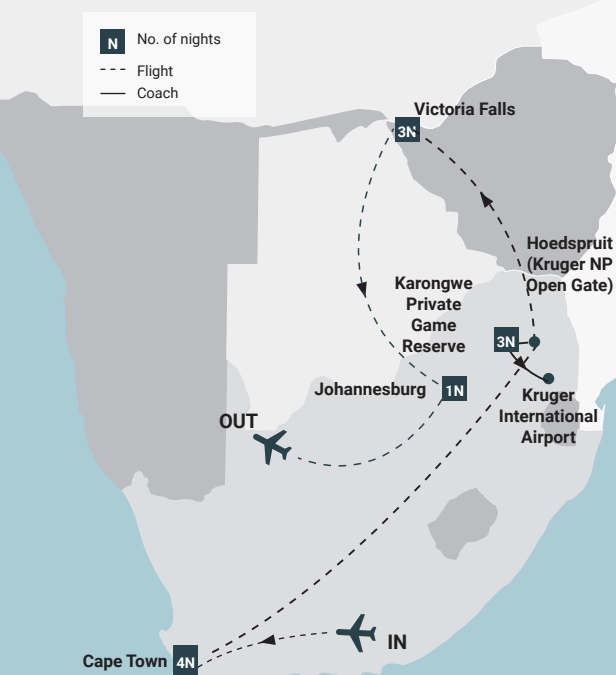 N No. of nights
Flight
Coach
Victoria Falls
3N
Hoedspruit
(Kruger NP
Open Gate)
Karongwe
Private
Game
Reserve
3N
Johannesburg
1N
Kruger
International
Airport
OUT
IN
Cape Town
4N